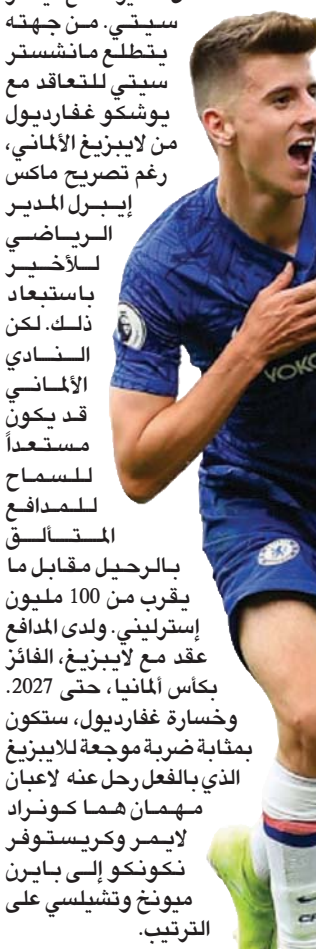 سيتي. من جهته
يتطلع مانشستر
سيتي للتعاقد مع
يوشكو غفارديول
من لايبزيغ الألماني،
رغم تصريح ماكس
إيبرل المدير
الرياضي
للأخير
باستبعاد
ذلك. لكن
النادي
الألماني
قد يكون
مستعداً
للسماح
للمدافع
المتألق
بالرحيل مقابل ما
يقرب من 100 مليون
إسترليني. ولدى المدافع
عقد مع لايبزيغ، الفائز
بكأس ألمانيا، حتى 2027.
وخسارة غفارديول، ستكون
بمثابة ضربة موجعة للايبزيغ
الذي بالفعل رحل عنه لاعبان
مهمان هما كونراد
لايمر وكريستوفر
نكونكو إلى بايرن
ميونخ وتشيلسي على
الترتيب.
YOKO